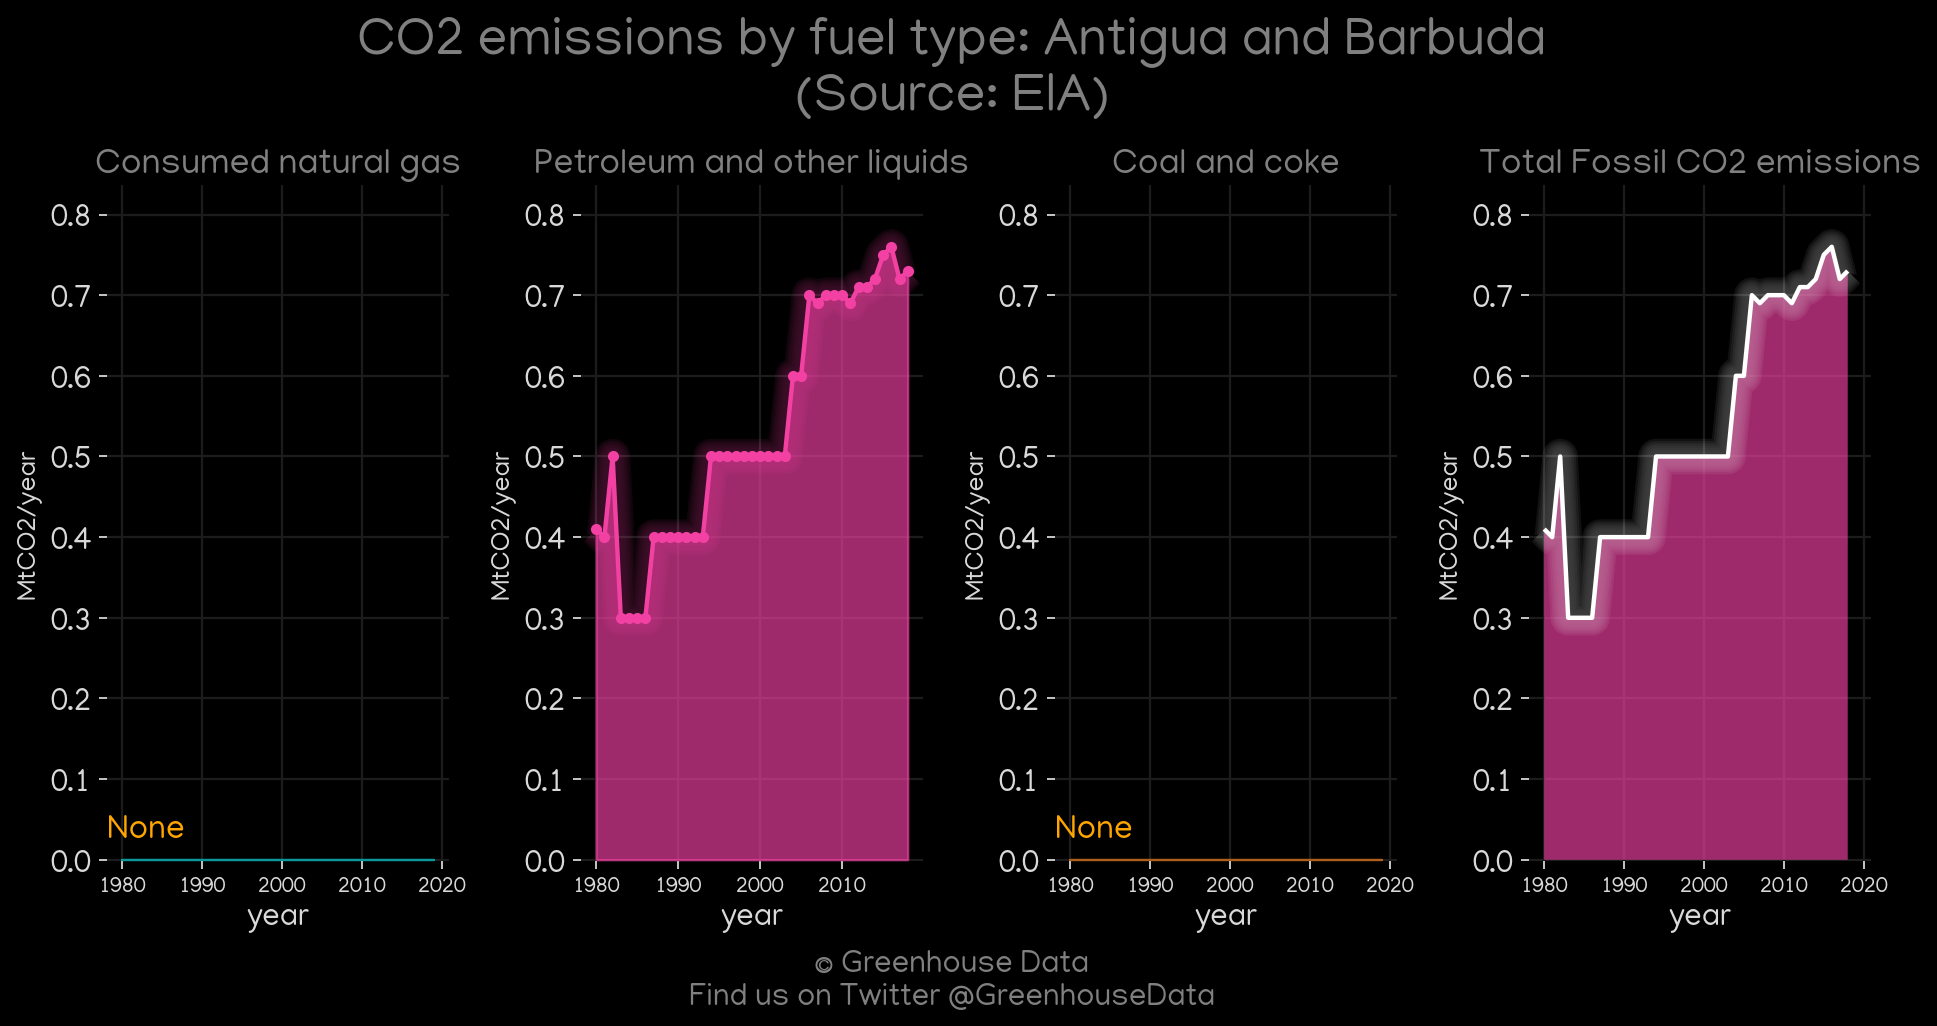 CO2 emissions by fuel type: Antigua and Barbuda
(Source: EIA)
Consumed natural gas
MtCO2/year
0.8
0.7
0.6
0.5
0.4
0.3
0.2
0.1
0.0
None
1980 1990 2000 2010 2020
year
Petroleum and other liquids
MtCO2/year
0.8
0.7
0.6
0.5
0.4
0.3
0.2
0.1
0.0
1980 1990 2000 2010
year
Coal and coke
MtCO2/year
0.8
0.7
0.6
0.5
0.4
0.3
0.2
0.1
0.0
None
1980 1990 2000 2010 2020
year
Total Fossil CO2 emissions
MtCO2/year
0.8
0.7
0.6
0.5
0.4
0.3
0.2
0.1
0.0
1980 1990 2000 2010 2020
year
© Greenhouse Data
Find us on Twitter @GreenhouseData